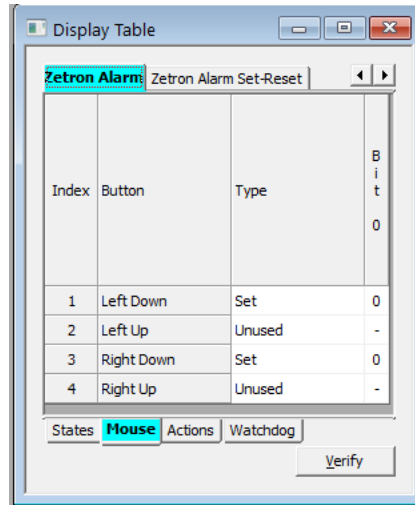 Display Table
Zetron Alarm Zetron Alarm Set-Reset
Index Button Type Bit 0
1 Left Down Set 0
2 Left Up Unused -
3 Right Down Set 0
4 Right Up Unused -
States Mouse Actions Watchdog
Verify